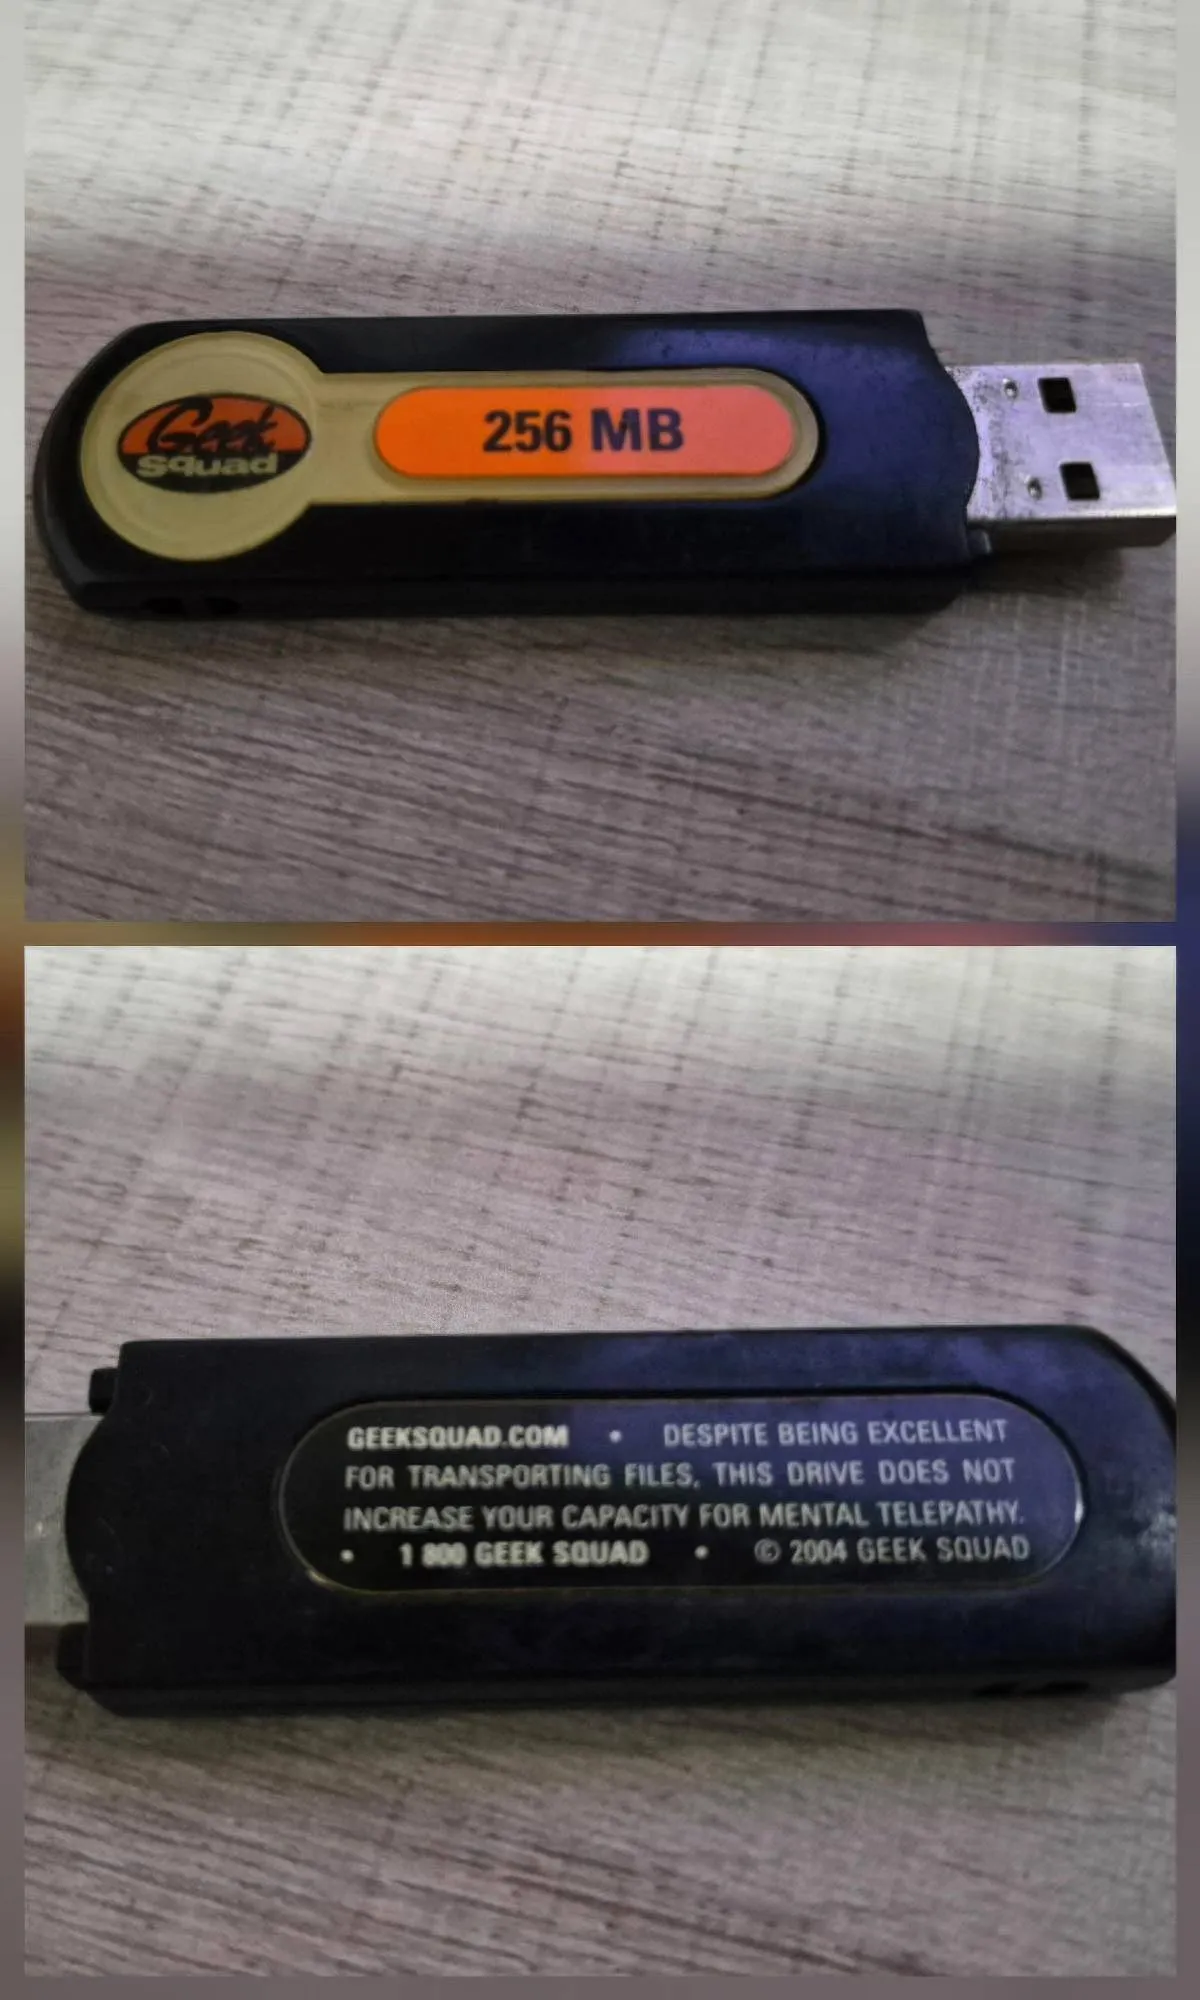 Geek
Squad
256 MB
GEEKSQUAD.COM • DESPITE BEING EXCELLENT
FOR TRANSPORTING FILES, THIS DRIVE DOES NOT
INCREASE YOUR CAPACITY FOR MENTAL TELEPATHY.
• 1 800 GEEK SQUAD • © 2004 GEEK SQUAD